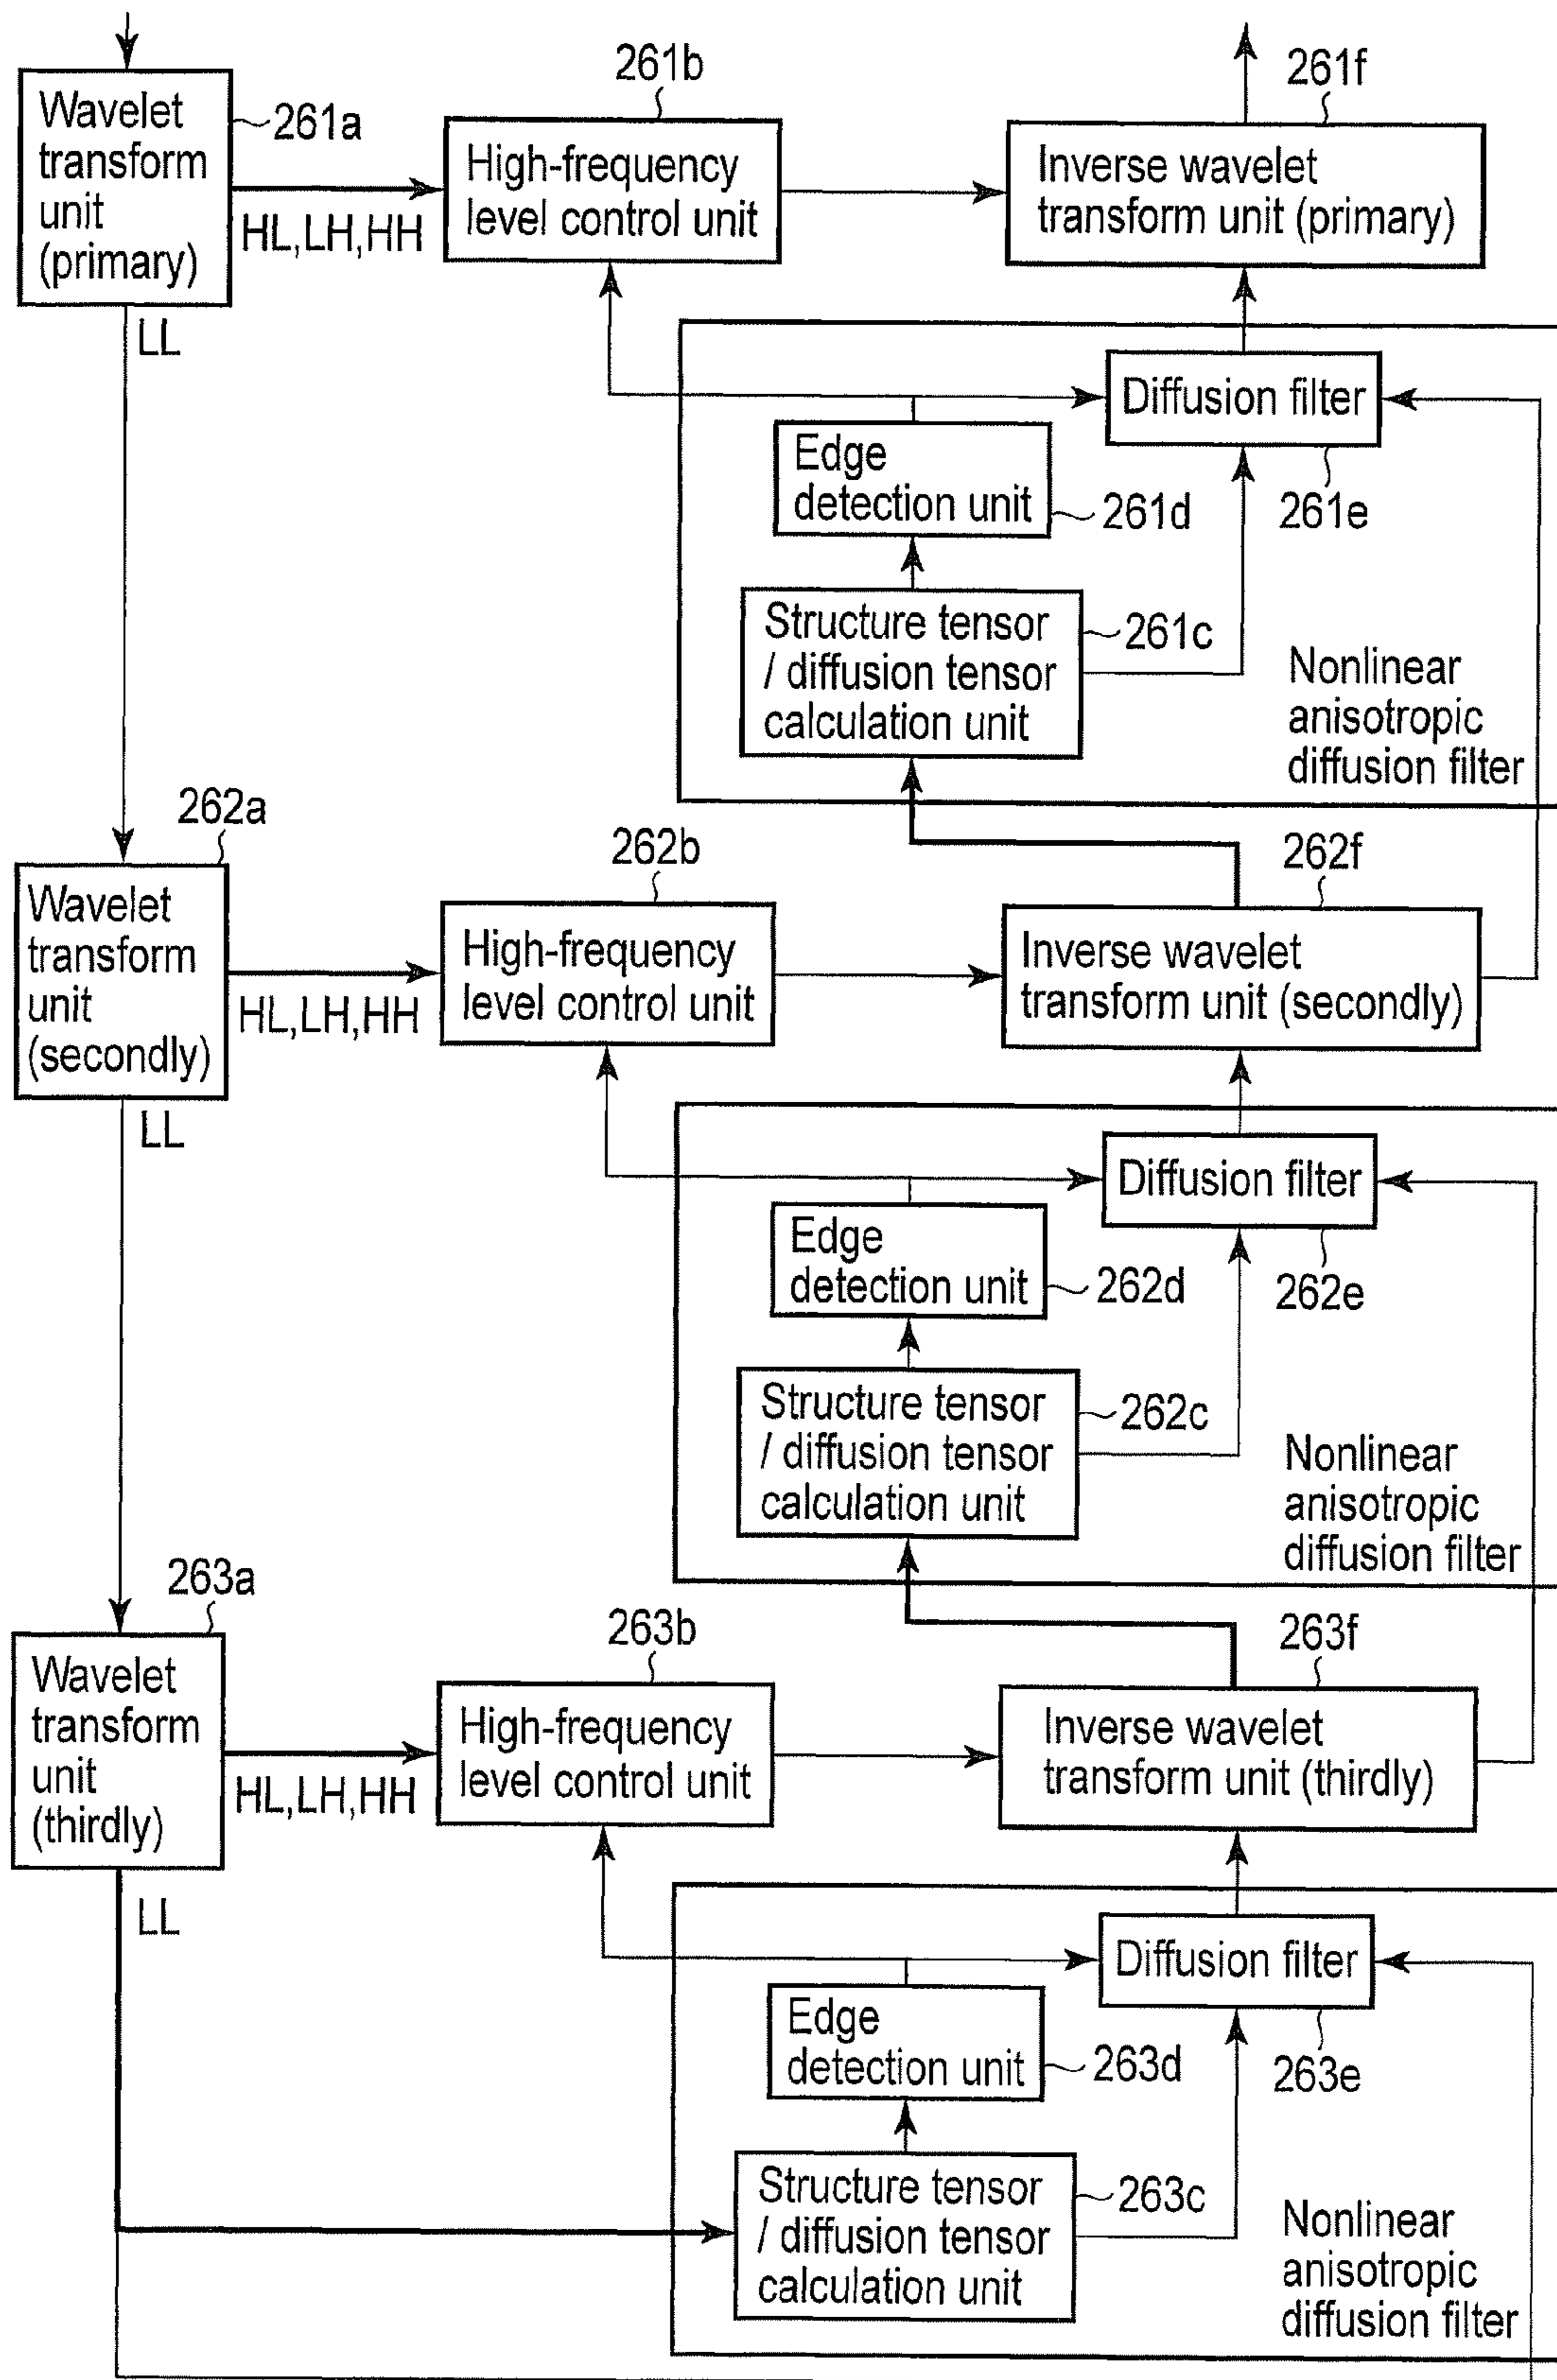 261b
261f
Wavelet
transform
unit
(primary)
261a
HL,LH,HH
High-frequency
level control unit
Inverse wavelet
transform unit (primary)
LL
Diffusion filter
Edge
detection unit
261d
261e
Structure tensor
/ diffusion tensor
calculation unit
261c
Nonlinear
anisotropic
diffusion filter
262a
262b
262f
Wavelet
transform
unit
(secondly)
HL,LH,HH
High-frequency
level control unit
Inverse wavelet
transform unit (secondly)
LL
Diffusion filter
Edge
detection unit
262d
262e
Structure tensor
/ diffusion tensor
calculation unit
262c
Nonlinear
anisotropic
diffusion filter
263a
263b
263f
Wavelet
transform
unit
(thirdly)
HL,LH,HH
High-frequency
level control unit
Inverse wavelet
transform unit (thirdly)
LL
Diffusion filter
Edge
detection unit
263d
263e
Structure tensor
/ diffusion tensor
calculation unit
263c
Nonlinear
anisotropic
diffusion filter